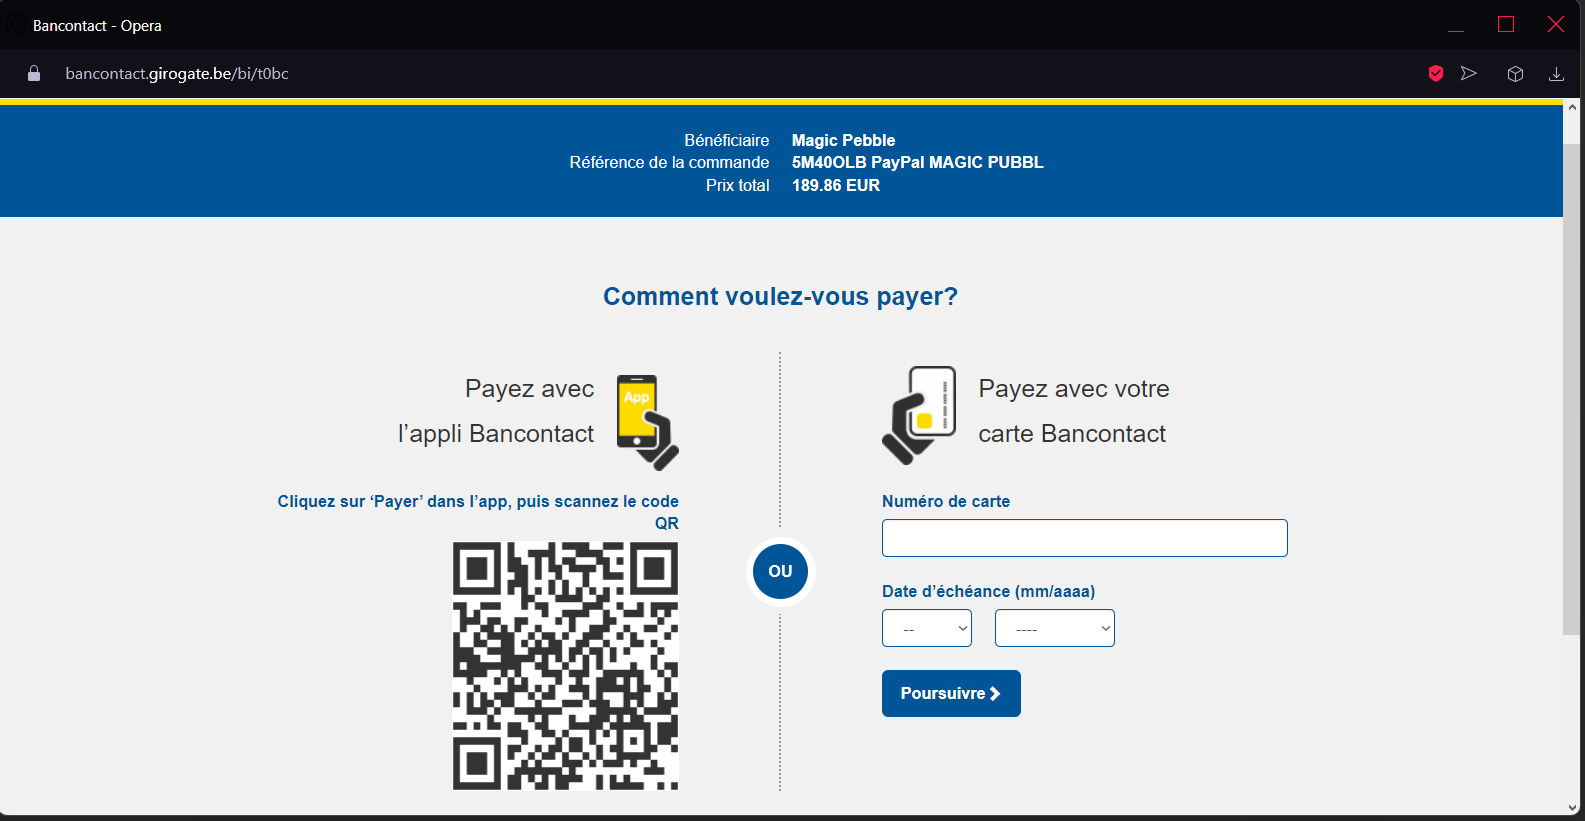 Bancontact - Opera
bancontact.girogate.be/bi/t0bc
Bénéficiaire Magic Pebble
Référence de la commande 5M40OLB PayPal MAGIC PUBBL
Prix total 189.86 EUR
Comment voulez-vous payer?
Payez avec
l’appli Bancontact
App
Cliquez sur ‘Payer’ dans l’app, puis scannez le code
QR
OU
Payez avec votre
carte Bancontact
Numéro de carte
Date d’échéance (mm/aaaa)
-- ----
Poursuivre